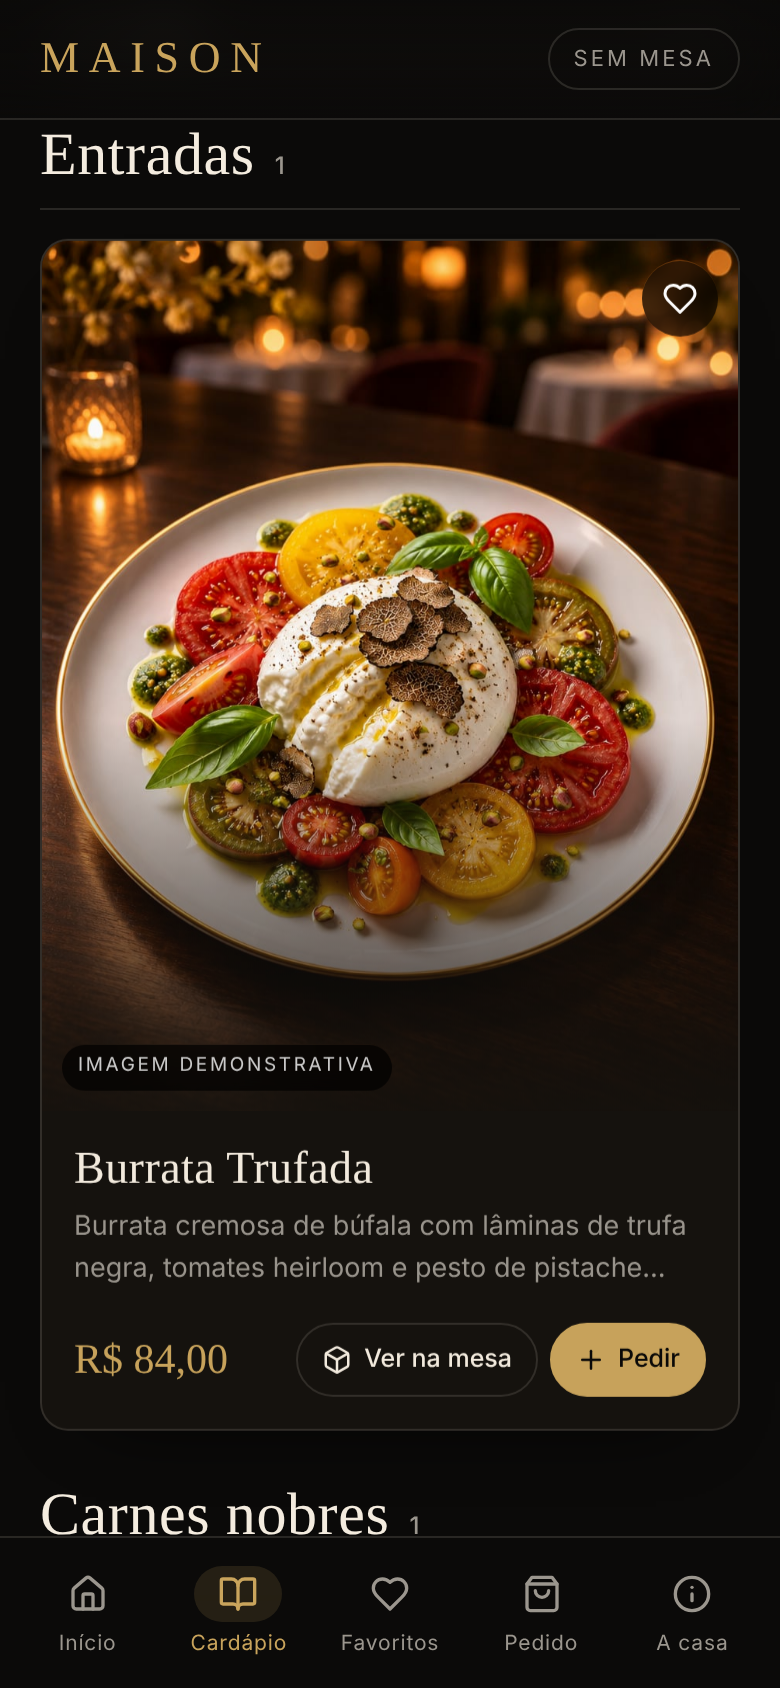 MAISON
SEM MESA
Entradas 1
IMAGEM DEMONSTRATIVA
Burrata Trufada
Burrata cremosa de búfala com lâminas de trufa
negra, tomates heirloom e pesto de pistache...
R$ 84,00
Ver na mesa
Pedir
Carnes nobres 1
Início
Cardápio
Favoritos
Pedido
A casa